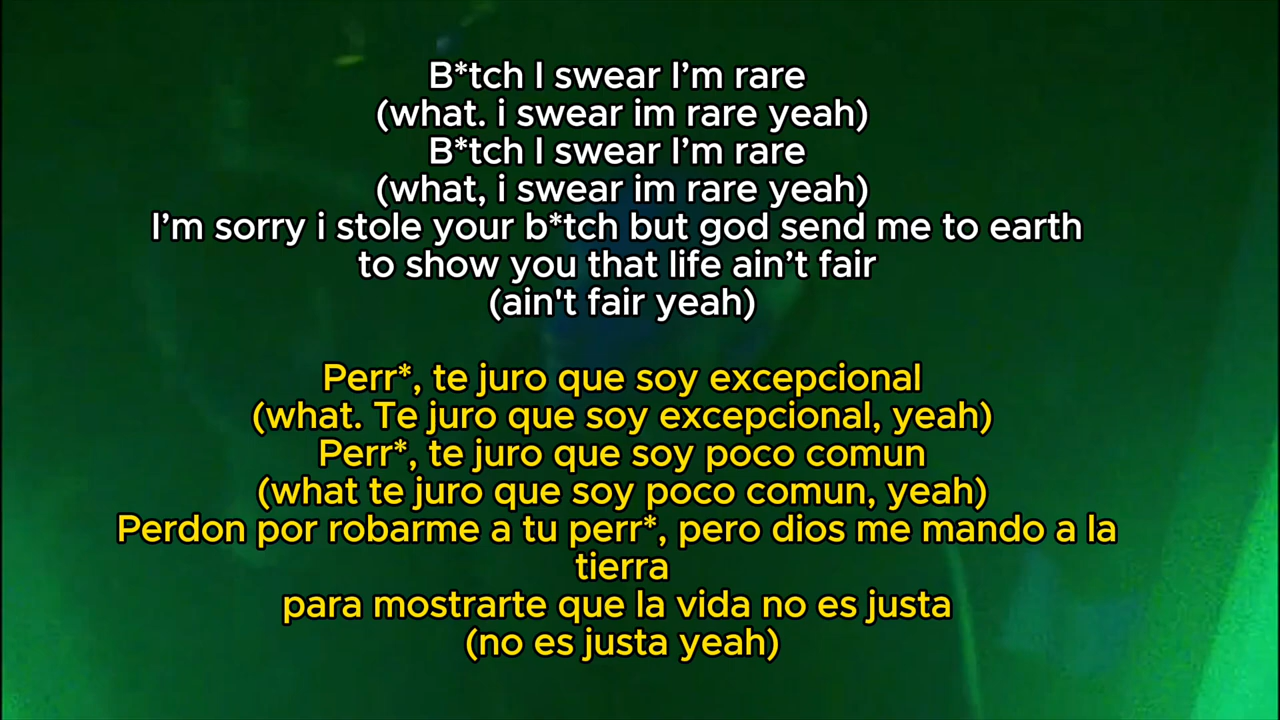 B*tch I swear I’m rare
(what. i swear im rare yeah)
B*tch I swear I’m rare
(what, i swear im rare yeah)
I’m sorry i stole your b*tch but god send me to earth
to show you that life ain’t fair
(ain't fair yeah)
Perr*, te juro que soy excepcional
(what. Te juro que soy excepcional, yeah)
Perr*, te juro que soy poco comun
(what te juro que soy poco comun, yeah)
Perdon por robarme a tu perr*, pero dios me mando a la
tierra
para mostrarte que la vida no es justa
(no es justa yeah)